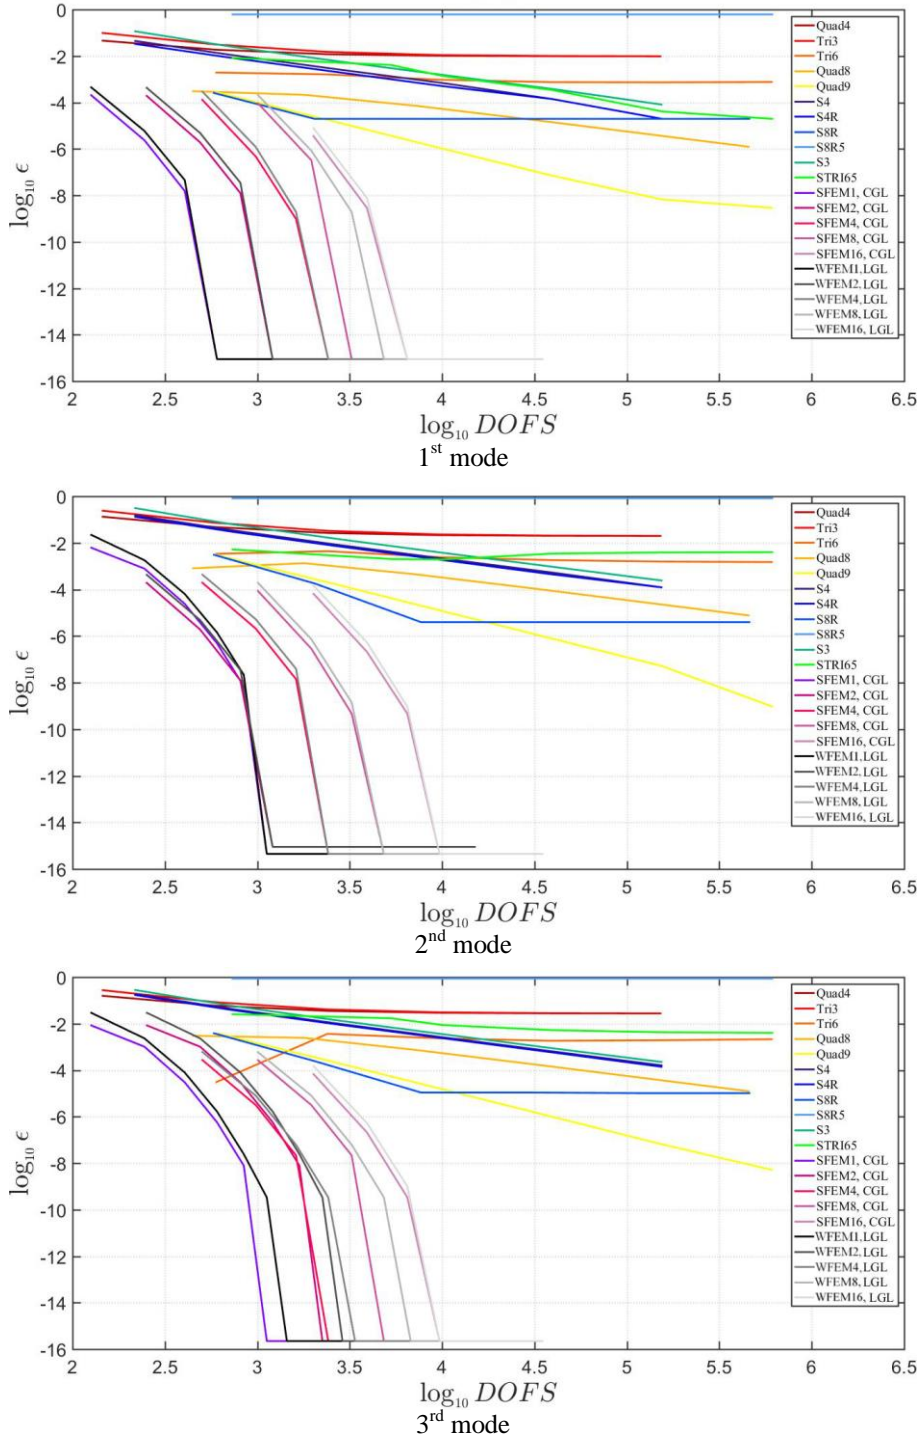 0
-2
-4
-6
-8
-10
-12
-14
-16
log10 ϵ
2 2.5 3 3.5 4 4.5 5 5.5 6 6.5
log10 DOFS
Quad4
Tri3
Tri6
Quad8
Quad9
S4
S4R
S8R
S8R5
S3
STRI65
SFEM1, CGL
SFEM2, CGL
SFEM4, CGL
SFEM8, CGL
SFEM16, CGL
WFEM1, LGL
WFEM2, LGL
WFEM4, LGL
WFEM8, LGL
WFEM16, LGL
1st mode
0
-2
-4
-6
-8
-10
-12
-14
-16
log10 ϵ
2 2.5 3 3.5 4 4.5 5 5.5 6 6.5
log10 DOFS
Quad4
Tri3
Tri6
Quad8
Quad9
S4
S4R
S8R
S8R5
S3
STRI65
SFEM1, CGL
SFEM2, CGL
SFEM4, CGL
SFEM8, CGL
SFEM16, CGL
WFEM1, LGL
WFEM2, LGL
WFEM4, LGL
WFEM8, LGL
WFEM16, LGL
2nd mode
0
-2
-4
-6
-8
-10
-12
-14
-16
log10 ϵ
2 2.5 3 3.5 4 4.5 5 5.5 6 6.5
log10 DOFS
Quad4
Tri3
Tri6
Quad8
Quad9
S4
S4R
S8R
S8R5
S3
STRI65
SFEM1, CGL
SFEM2, CGL
SFEM4, CGL
SFEM8, CGL
SFEM16, CGL
WFEM1, LGL
WFEM2, LGL
WFEM4, LGL
WFEM8, LGL
WFEM16, LGL
3rd mode